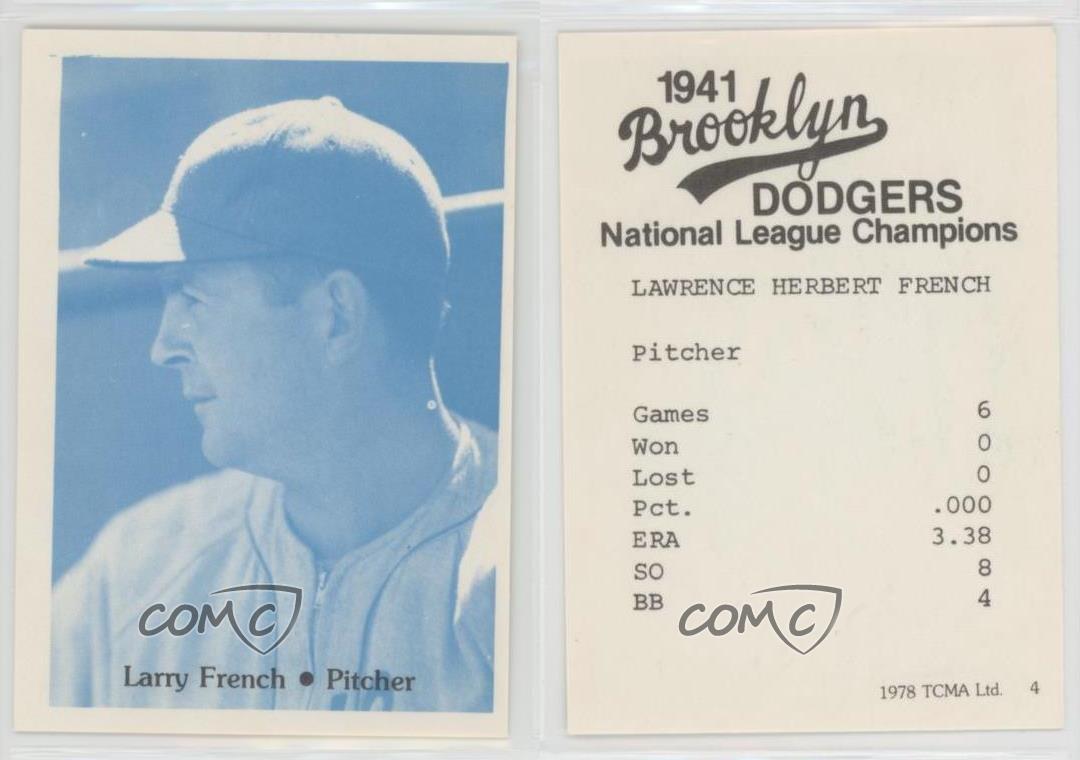 Larry French • Pitcher
COMC
1941
Brooklyn
DODGERS
National League Champions
LAWRENCE HERBERT FRENCH
Pitcher
Games 6
Won 0
Lost 0
Pct. .000
ERA 3.38
SO 8
BB 4
COMC
1978 TCMA Ltd. 4